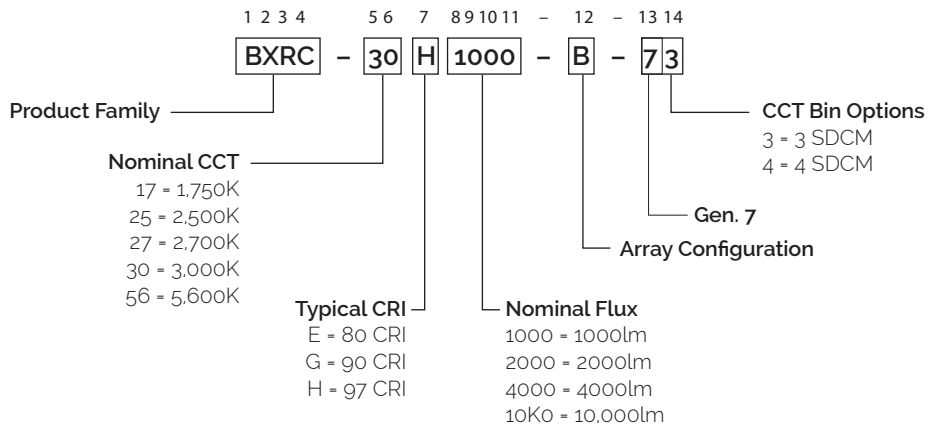 1 2 3 4 5 6 7 8 9 10 11 – 12 – 13 14
BXRC – 30 H 1000 – B – 7 3
Product Family
CCT Bin Options
3 = 3 SDCM
4 = 4 SDCM
Nominal CCT
17 = 1,750K
25 = 2,500K
27 = 2,700K
30 = 3,000K
56 = 5,600K
Gen. 7
Array Configuration
Typical CRI
E = 80 CRI
G = 90 CRI
H = 97 CRI
Nominal Flux
1000 = 1000lm
2000 = 2000lm
4000 = 4000lm
10K0 = 10,000lm